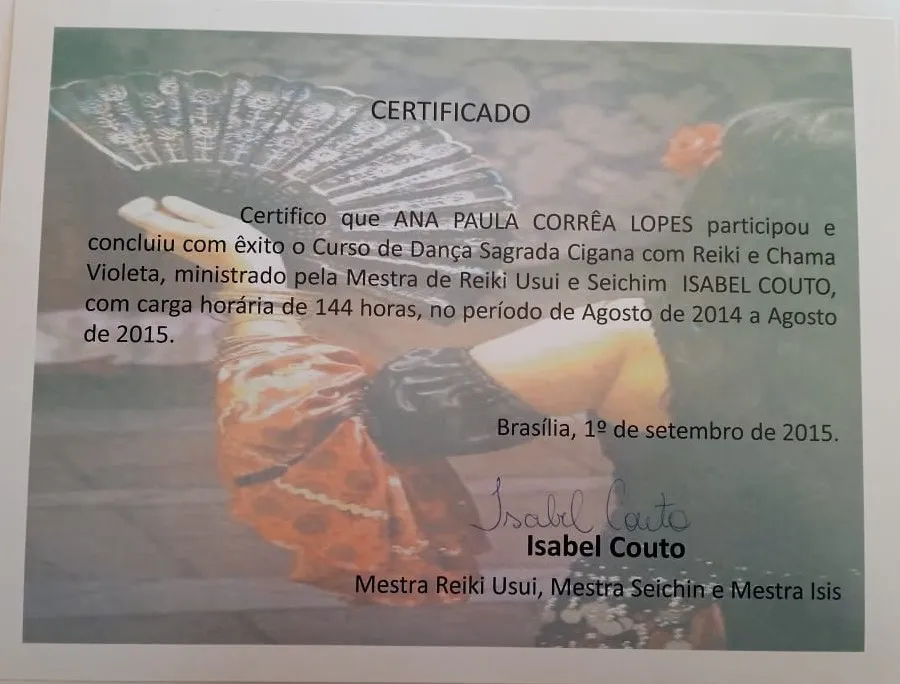 CERTIFICADO
Certifico que ANA PAULA CORRÊA LOPES participou e
concluiu com êxito o Curso de Dança Sagrada Cigana com Reiki e Chama
Violeta, ministrado pela Mestra de Reiki Usui e Seichim ISABEL COUTO,
com carga horária de 144 horas, no período de Agosto de 2014 a Agosto
de 2015.
Brasília, 1º de setembro de 2015.
Isabel Couto
Isabel Couto
Mestra Reiki Usui, Mestra Seichin e Mestra Isis